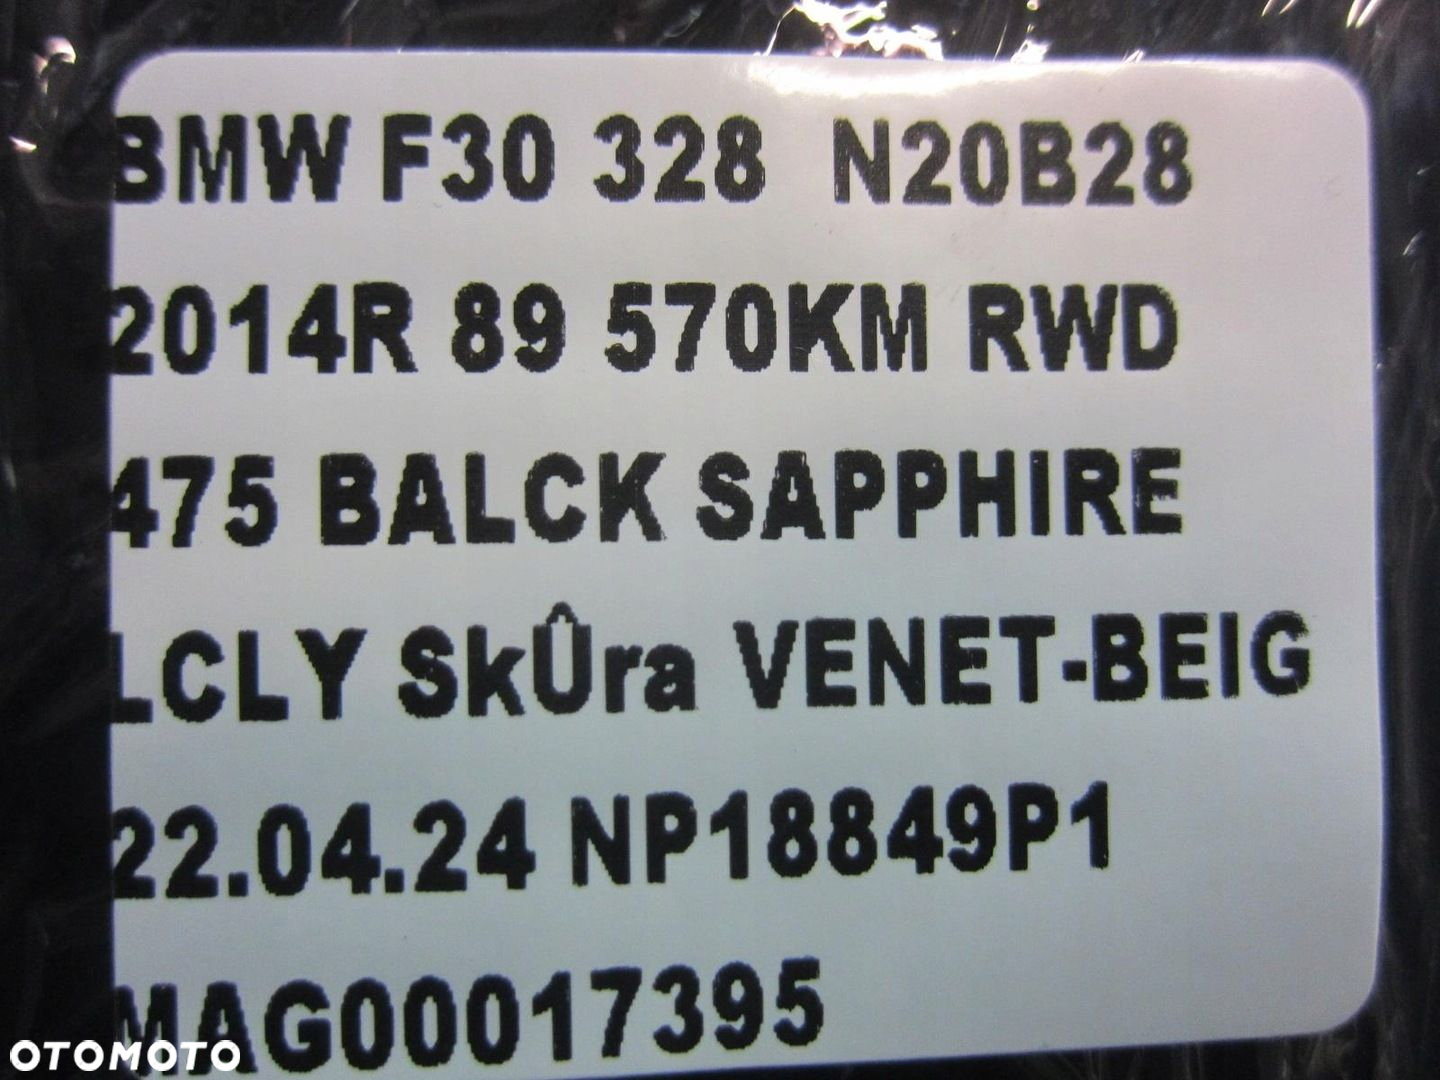 BMW F30 328 N20B28
2014R 89 570KM RWD
475 BALCK SAPPHIRE
LCLY SkÛra VENET-BEIG
22.04.24 NP18849P1
MAG00017395
OTOMOTO